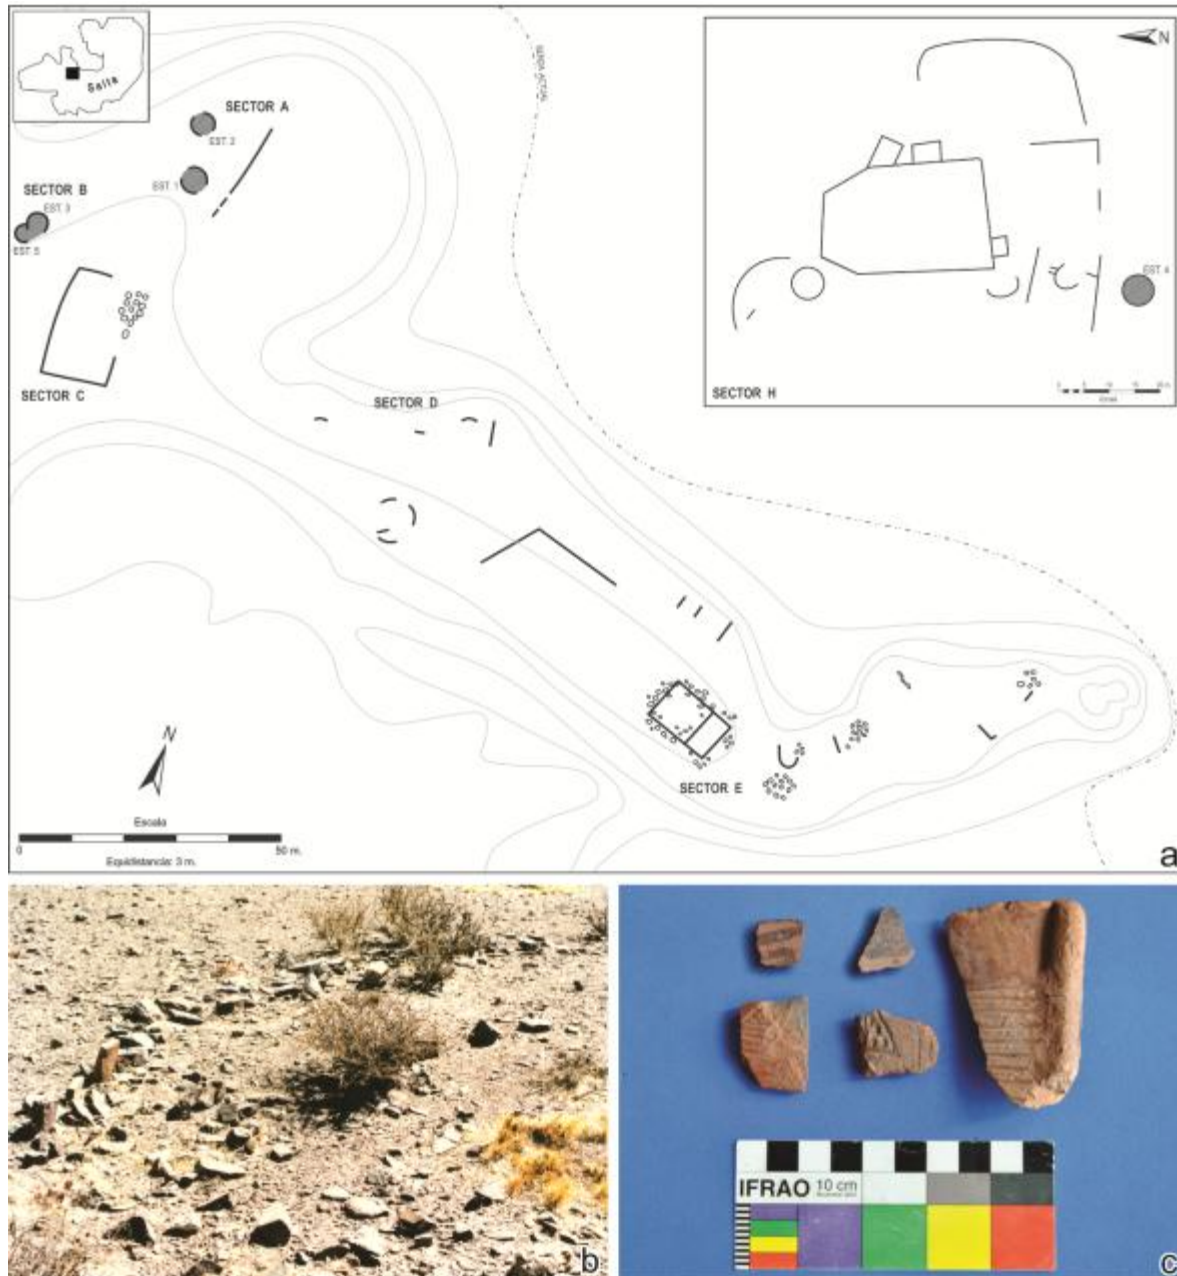 Salta
SECTOR A
EST. 2
EST. 1
SECTOR B
EST. 3
EST. 5
SECTOR C
SECTOR D
N
EST. 4
SECTOR H
SECTOR E
N
Escala
0
50 m.
Equidistancia: 3 m.
a
b
IFRAO 10 cm
c